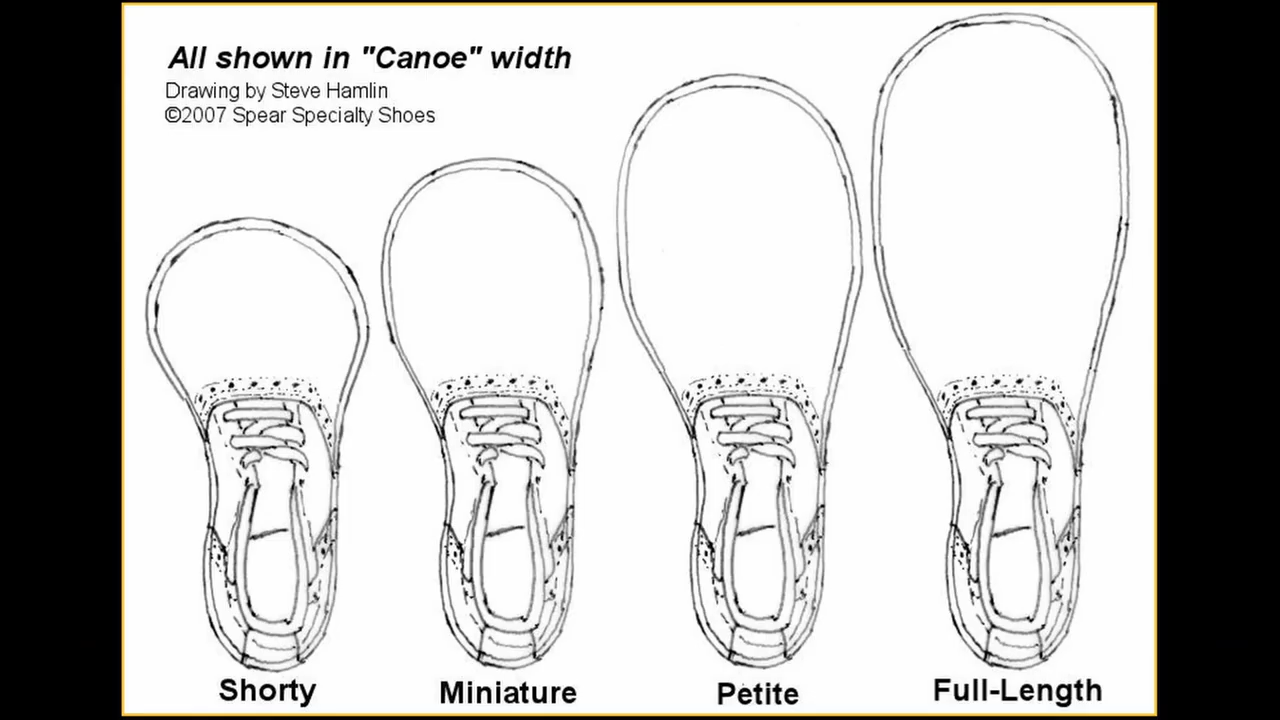 All shown in "Canoe" width
Drawing by Steve Hamlin
©2007 Spear Specialty Shoes
Shorty
Miniature
Petite
Full-Length